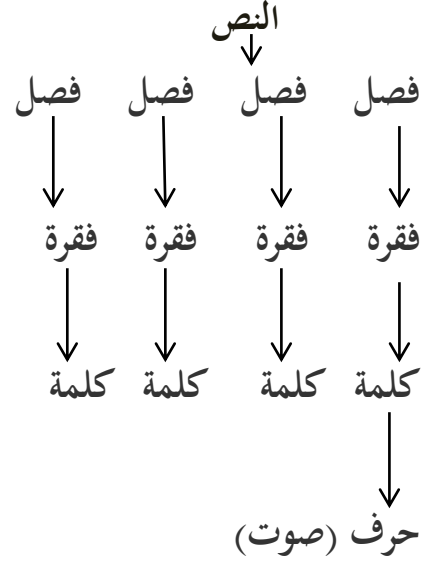 النص
فصل فصل فصل فصل
فقرة فقرة فقرة فقرة
كلمة كلمة كلمة كلمة
حرف (صوت)